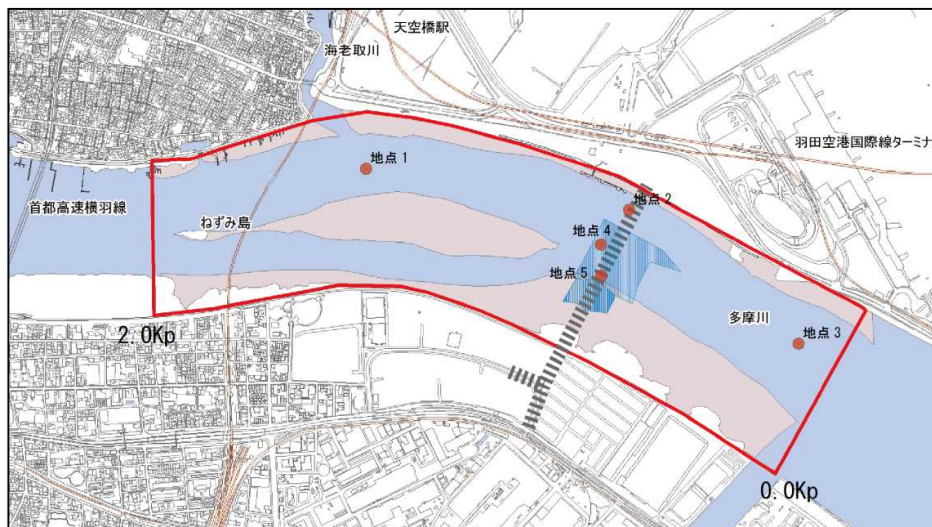 天空橋駅
海老取川
羽田空港国際線ターミナ
地点 1
地点 2
首都高速横羽線
ねずみ島
地点 4
地点 5
多摩川
地点 3
2.0Kp
0.0Kp